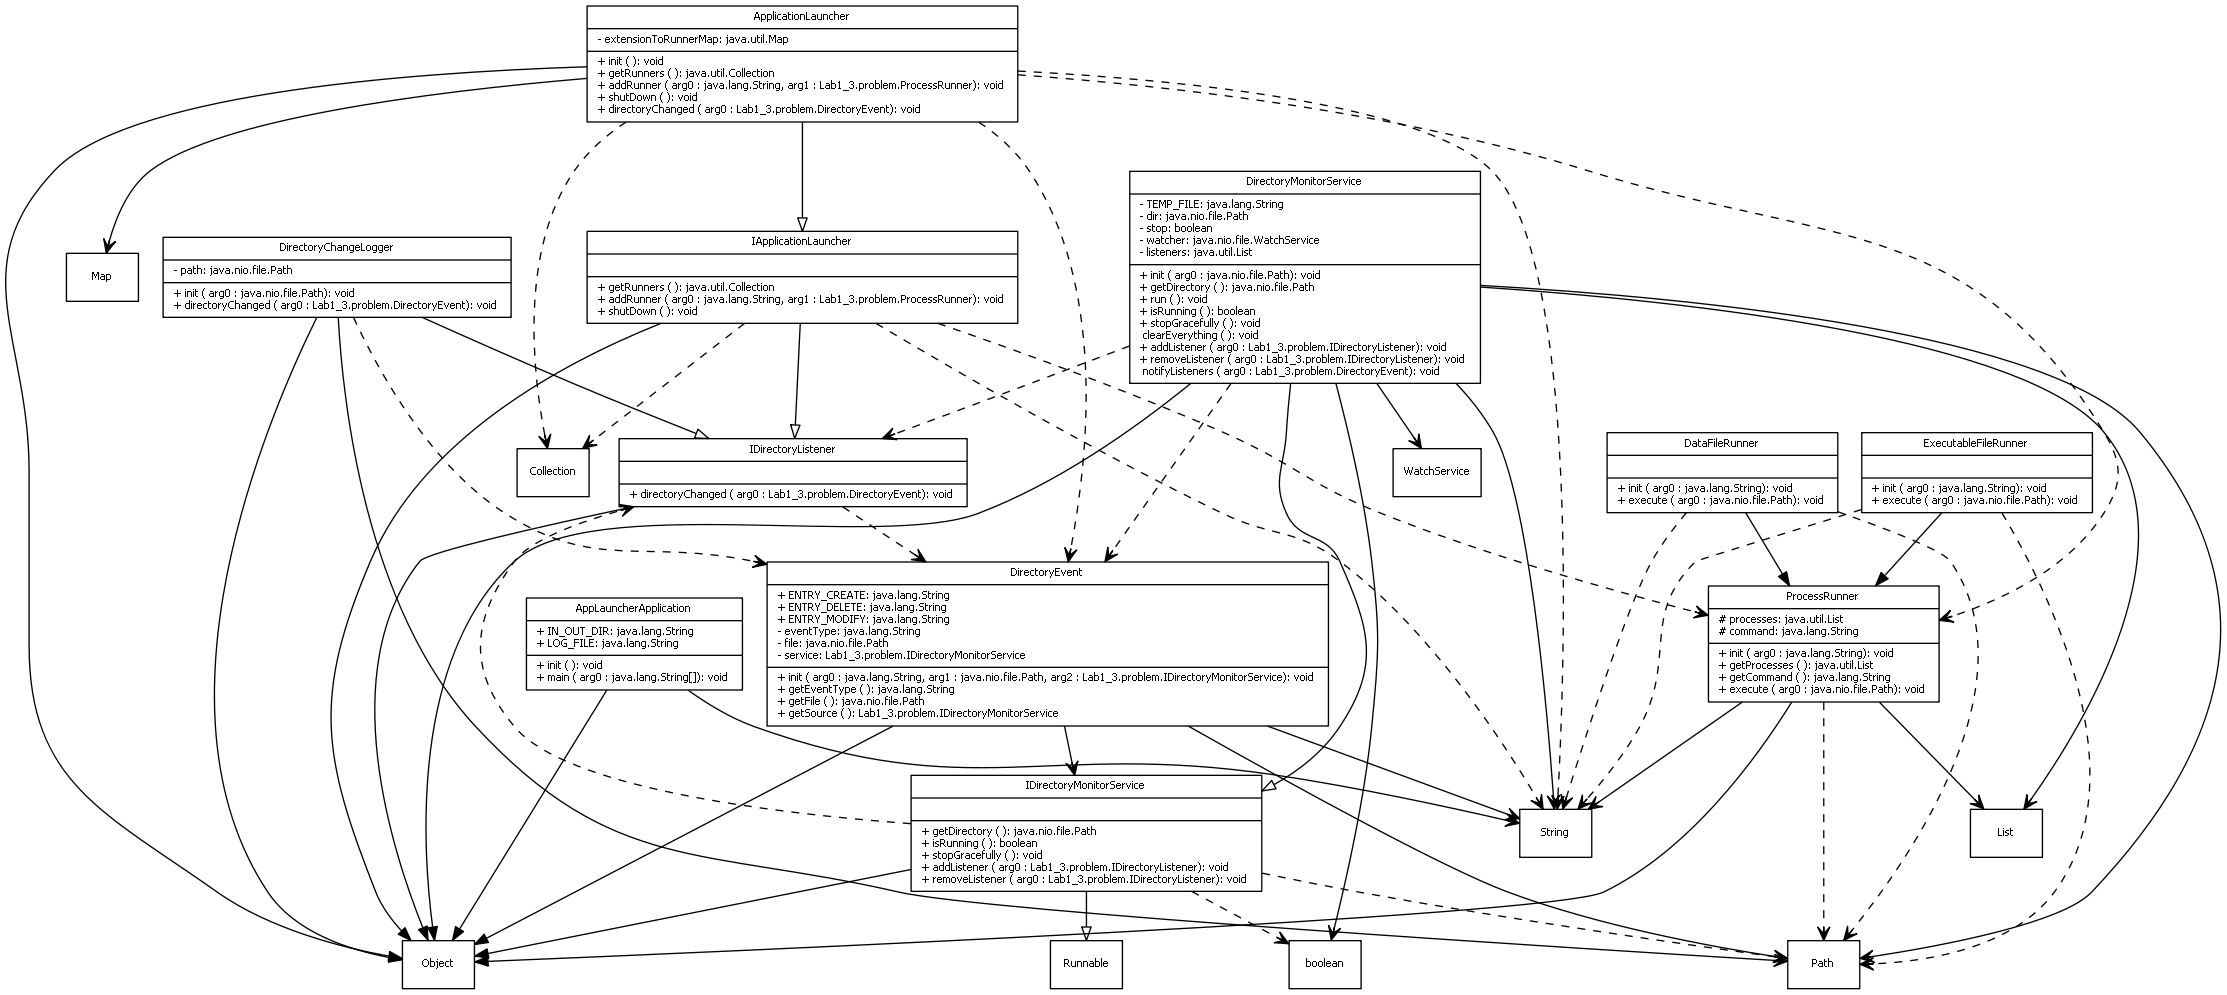 ApplicationLauncher
- extensionToRunnerMap: java.util.Map
+ init ( ): void
+ getRunners ( ): java.util.Collection
+ addRunner ( arg0 : java.lang.String, arg1 : Lab1_3.problem.ProcessRunner): void
+ shutDown ( ): void
+ directoryChanged ( arg0 : Lab1_3.problem.DirectoryEvent): void
DirectoryMonitorService
- TEMP_FILE: java.lang.String
- dir: java.nio.file.Path
- stop: boolean
- watcher: java.nio.file.WatchService
- listeners: java.util.List
+ init ( arg0 : java.nio.file.Path): void
+ getDirectory ( ): java.nio.file.Path
+ run ( ): void
+ isRunning ( ): boolean
+ stopGracefully ( ): void
clearEverything ( ): void
+ addListener ( arg0 : Lab1_3.problem.IDirectoryListener): void
+ removeListener ( arg0 : Lab1_3.problem.IDirectoryListener): void
notifyListeners ( arg0 : Lab1_3.problem.DirectoryEvent): void
Map
DirectoryChangeLogger
- path: java.nio.file.Path
+ init ( arg0 : java.nio.file.Path): void
+ directoryChanged ( arg0 : Lab1_3.problem.DirectoryEvent): void
IApplicationLauncher
+ getRunners ( ): java.util.Collection
+ addRunner ( arg0 : java.lang.String, arg1 : Lab1_3.problem.ProcessRunner): void
+ shutDown ( ): void
Collection
IDirectoryListener
+ directoryChanged ( arg0 : Lab1_3.problem.DirectoryEvent): void
WatchService
DataFileRunner
+ init ( arg0 : java.lang.String): void
+ execute ( arg0 : java.nio.file.Path): void
ExecutableFileRunner
+ init ( arg0 : java.lang.String): void
+ execute ( arg0 : java.nio.file.Path): void
AppLauncherApplication
+ IN_OUT_DIR: java.lang.String
+ LOG_FILE: java.lang.String
+ init ( ): void
+ main ( arg0 : java.lang.String[]): void
DirectoryEvent
+ ENTRY_CREATE: java.lang.String
+ ENTRY_DELETE: java.lang.String
+ ENTRY_MODIFY: java.lang.String
- eventType: java.lang.String
- file: java.nio.file.Path
- service: Lab1_3.problem.IDirectoryMonitorService
+ init ( arg0 : java.lang.String, arg1 : java.nio.file.Path, arg2 : Lab1_3.problem.IDirectoryMonitorService): void
+ getEventType ( ): java.lang.String
+ getFile ( ): java.nio.file.Path
+ getSource ( ): Lab1_3.problem.IDirectoryMonitorService
ProcessRunner
# processes: java.util.List
# command: java.lang.String
+ init ( arg0 : java.lang.String): void
+ getProcesses ( ): java.util.List
+ getCommand ( ): java.lang.String
+ execute ( arg0 : java.nio.file.Path): void
IDirectoryMonitorService
+ getDirectory ( ): java.nio.file.Path
+ isRunning ( ): boolean
+ stopGracefully ( ): void
+ addListener ( arg0 : Lab1_3.problem.IDirectoryListener): void
+ removeListener ( arg0 : Lab1_3.problem.IDirectoryListener): void
String
List
Object
Runnable
boolean
Path